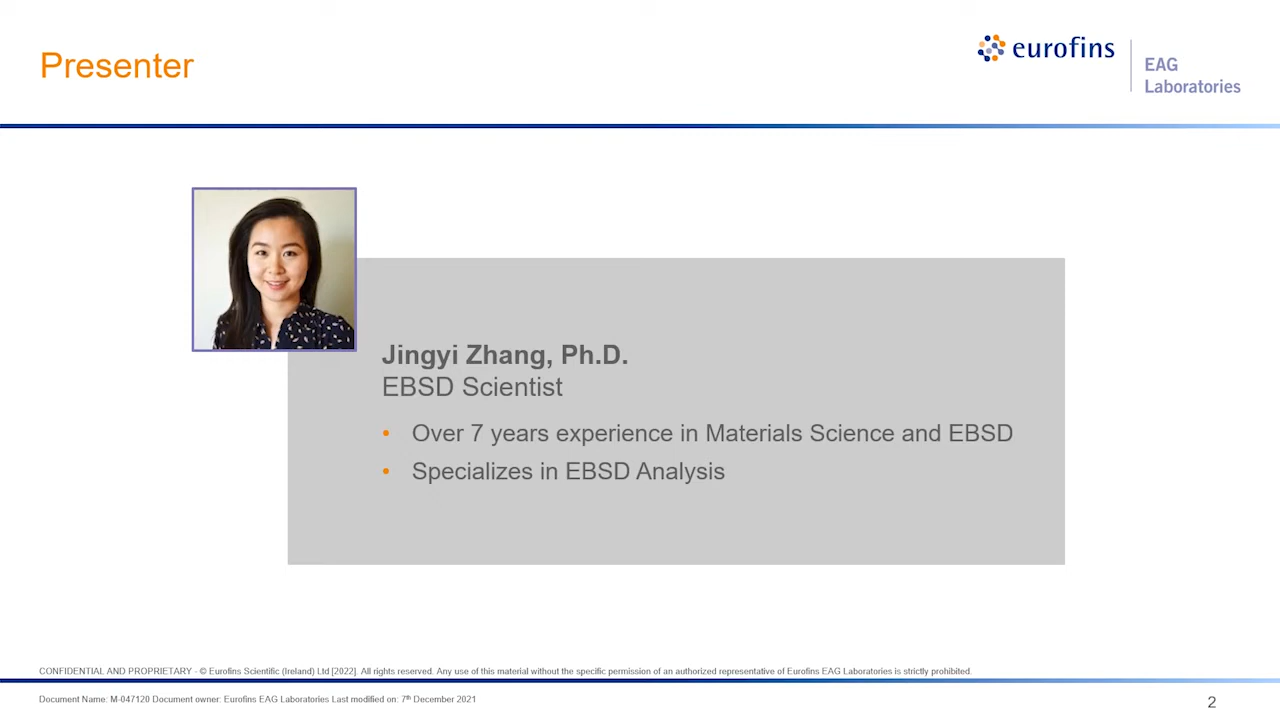 Presenter
eurofins
EAG
Laboratories
Jingyi Zhang, Ph.D.
EBSD Scientist
• Over 7 years experience in Materials Science and EBSD
• Specializes in EBSD Analysis
CONFIDENTIAL AND PROPRIETARY - © Eurofins Scientific (Ireland) Ltd [2022]. All rights reserved. Any use of this material without the specific permission of an authorized representative of Eurofins EAG Laboratories is strictly prohibited.
Document Name: M-047120 Document owner: Eurofins EAG Laboratories Last modified on: 7th December 2021
2